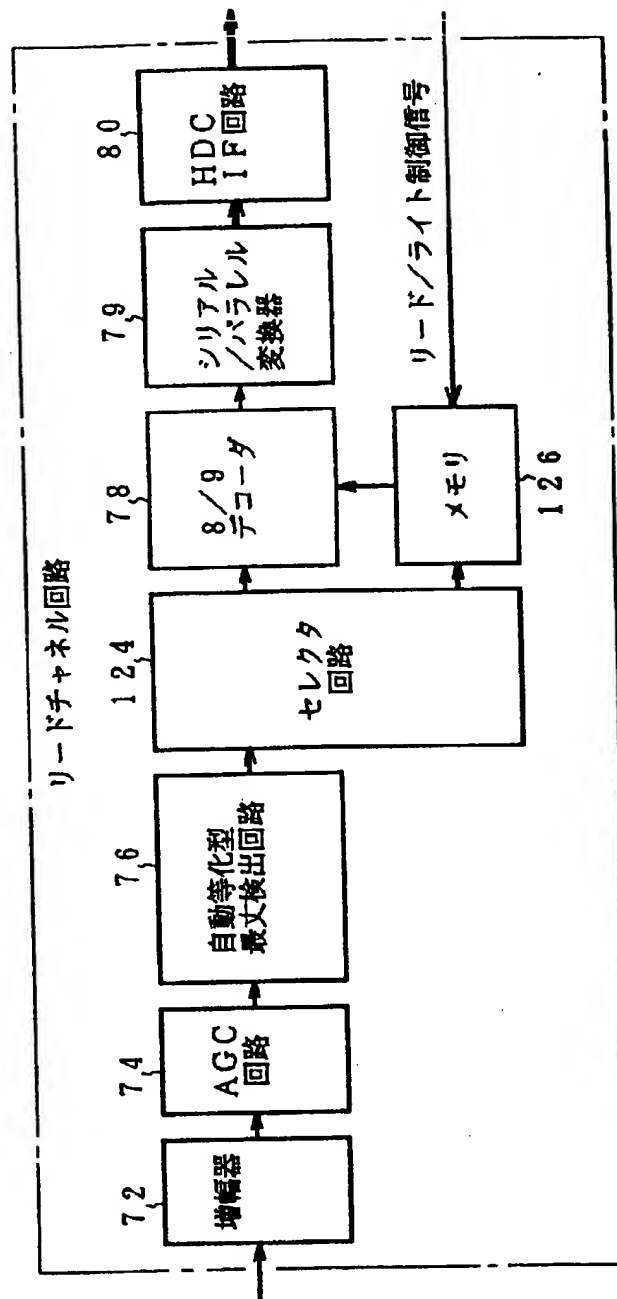 リードチャネル回路
72
増幅器
74
AGC
回路
76
自動等化型
最丈検出回路
124
セレクタ
回路
78
8/9
デコーダ
79
シリアル
/パラレル
変換器
80
HDC
IF回路
メモリ
126
リード/ライト制御信号